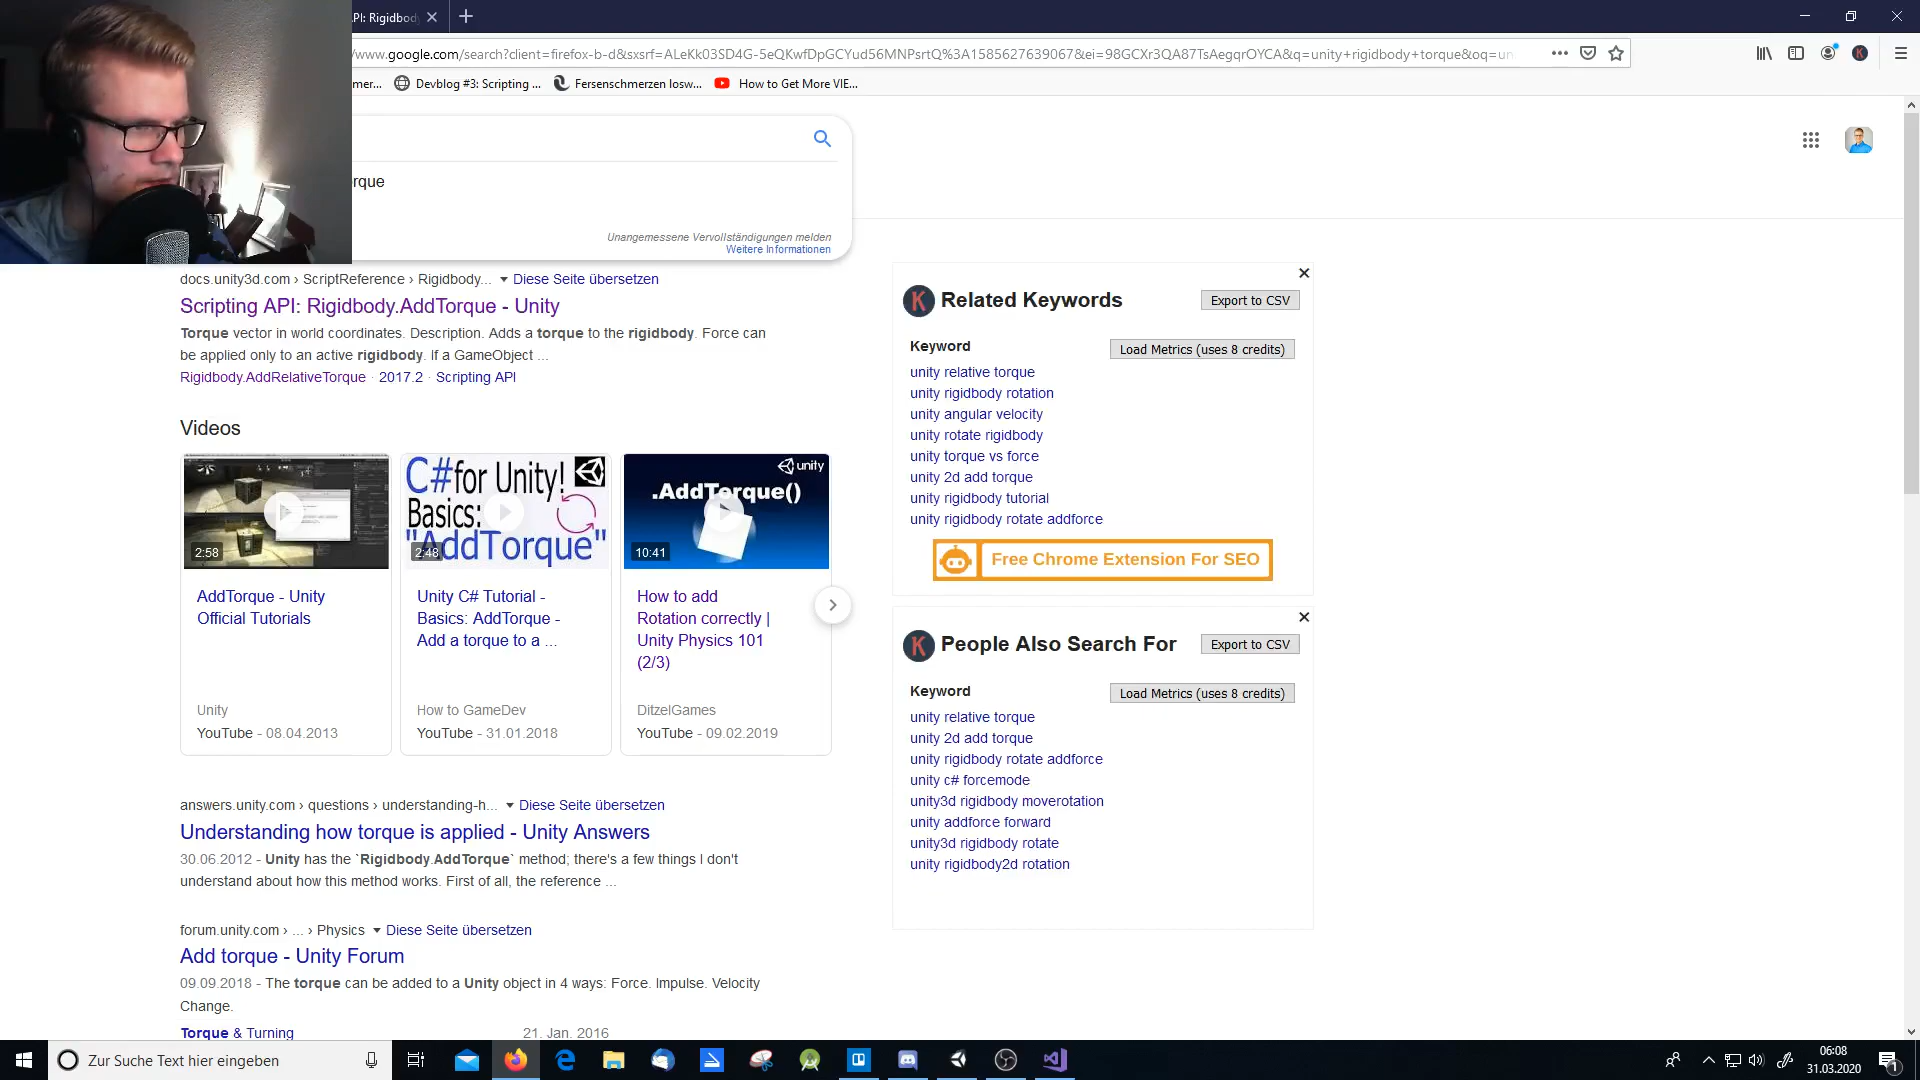 PI: Rigidbo
/www.google.com/search?client=firefox-b-d&sxsrf=ALeKk03SD4G-5eQKwfDpGCYud56MNPsrtQ%3A1585627639067&ei=98GCXr3QA87TsAegqrOYCA&q=unity+rigidbody+torque&oq=un
mer...
Devblog #3: Scripting ...
Fersenschmerzen losw...
How to Get More VIE...
rque
Unangemessene Vervollständigungen melden
Weitere Informationen
docs.unity3d.com › ScriptReference › Rigidbody... Diese Seite übersetzen
Scripting API: Rigidbody.AddTorque - Unity
Torque vector in world coordinates. Description. Adds a torque to the rigidbody. Force can
be applied only to an active rigidbody. If a GameObject ...
Rigidbody.AddRelativeTorque · 2017.2 · Scripting API
Videos
2:58
AddTorque - Unity
Official Tutorials
Unity
YouTube - 08.04.2013
C# for Unity!
Basics:
"AddTorque"
2:48
Unity C# Tutorial -
Basics: AddTorque -
Add a torque to a ...
How to GameDev
YouTube - 31.01.2018
unity
.AddTorque()
10:41
How to add
Rotation correctly |
Unity Physics 101
(2/3)
DitzelGames
YouTube - 09.02.2019
answers.unity.com › questions › understanding-h... Diese Seite übersetzen
Understanding how torque is applied - Unity Answers
30.06.2012 - Unity has the `Rigidbody.AddTorque` method; there's a few things I don't
understand about how this method works. First of all, the reference ...
forum.unity.com › ... › Physics Diese Seite übersetzen
Add torque - Unity Forum
09.09.2018 - The torque can be added to a Unity object in 4 ways: Force. Impulse. Velocity
Change.
Torque & Turning 21. Jan. 2016
K Related Keywords
Export to CSV
Keyword
Load Metrics (uses 8 credits)
unity relative torque
unity rigidbody rotation
unity angular velocity
unity rotate rigidbody
unity torque vs force
unity 2d add torque
unity rigidbody tutorial
unity rigidbody rotate addforce
Free Chrome Extension For SEO
K People Also Search For
Export to CSV
Keyword
Load Metrics (uses 8 credits)
unity relative torque
unity 2d add torque
unity rigidbody rotate addforce
unity c# forcemode
unity3d rigidbody moverotation
unity addforce forward
unity3d rigidbody rotate
unity rigidbody2d rotation
Zur Suche Text hier eingeben
06:08
31.03.2020
1